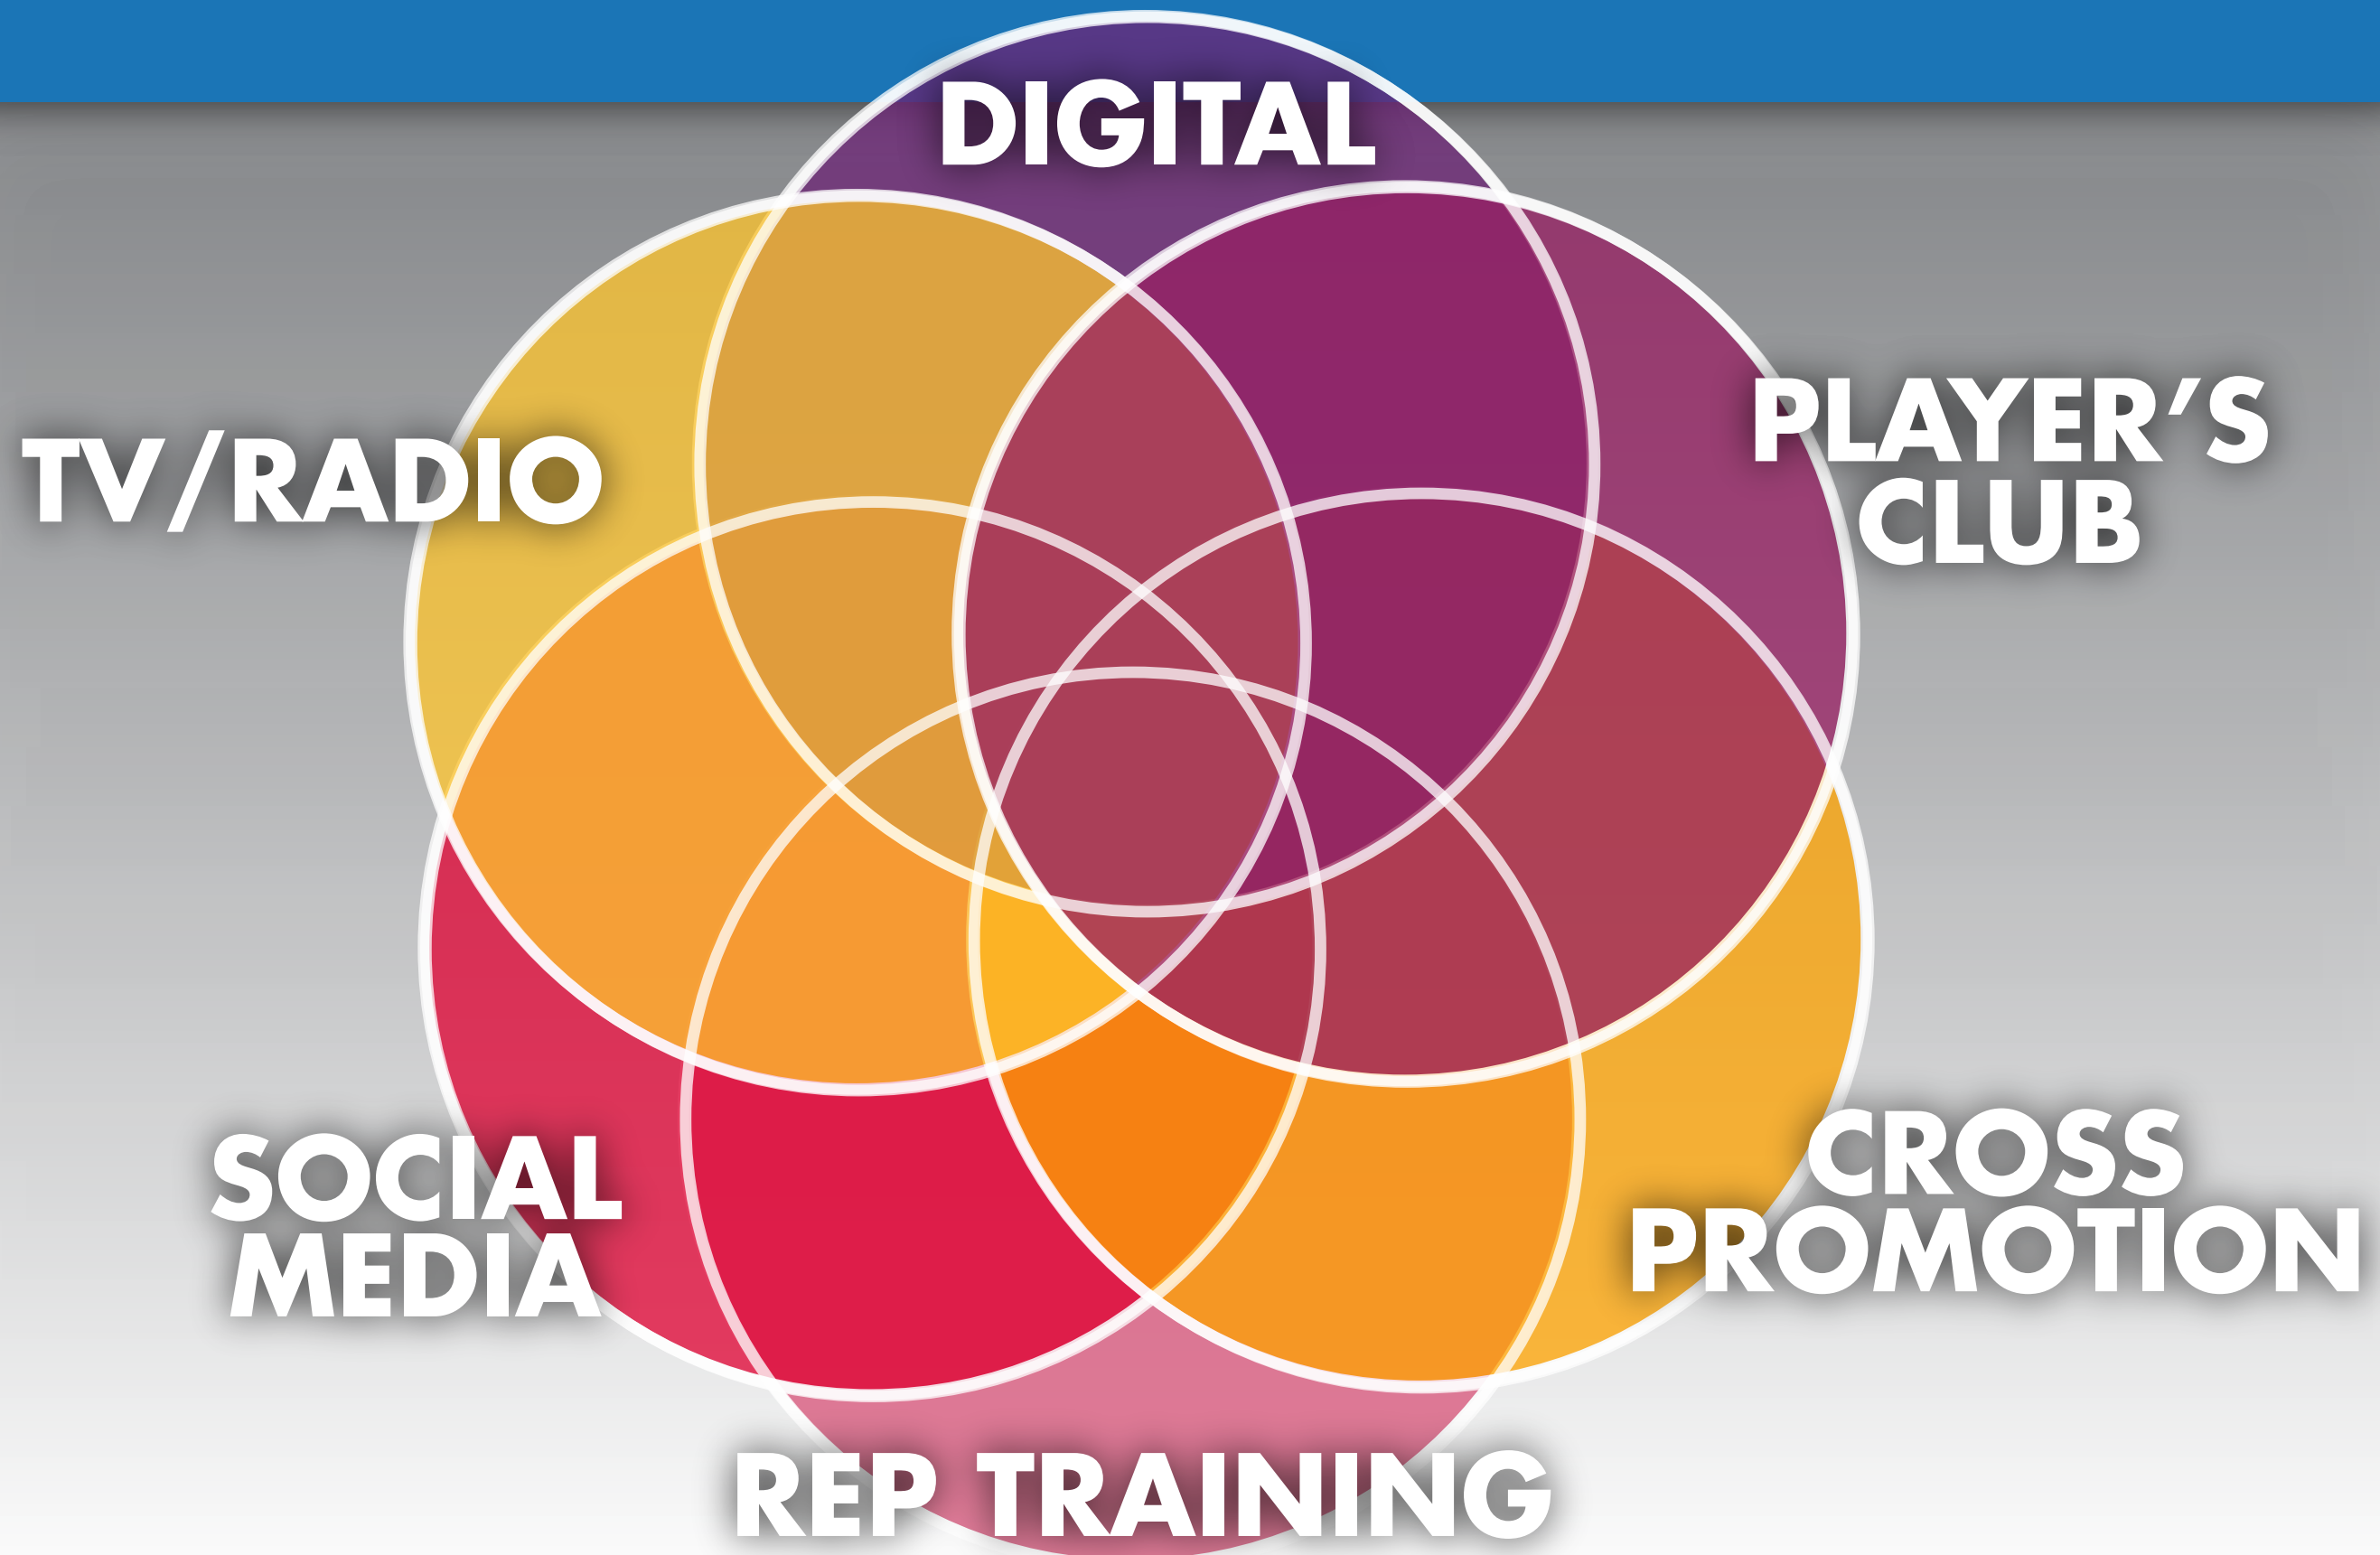 DIGITAL
PLAYER'S
CLUB
TV/RADIO
CROSS
PROMOTION
SOCIAL
MEDIA
REP TRAINING